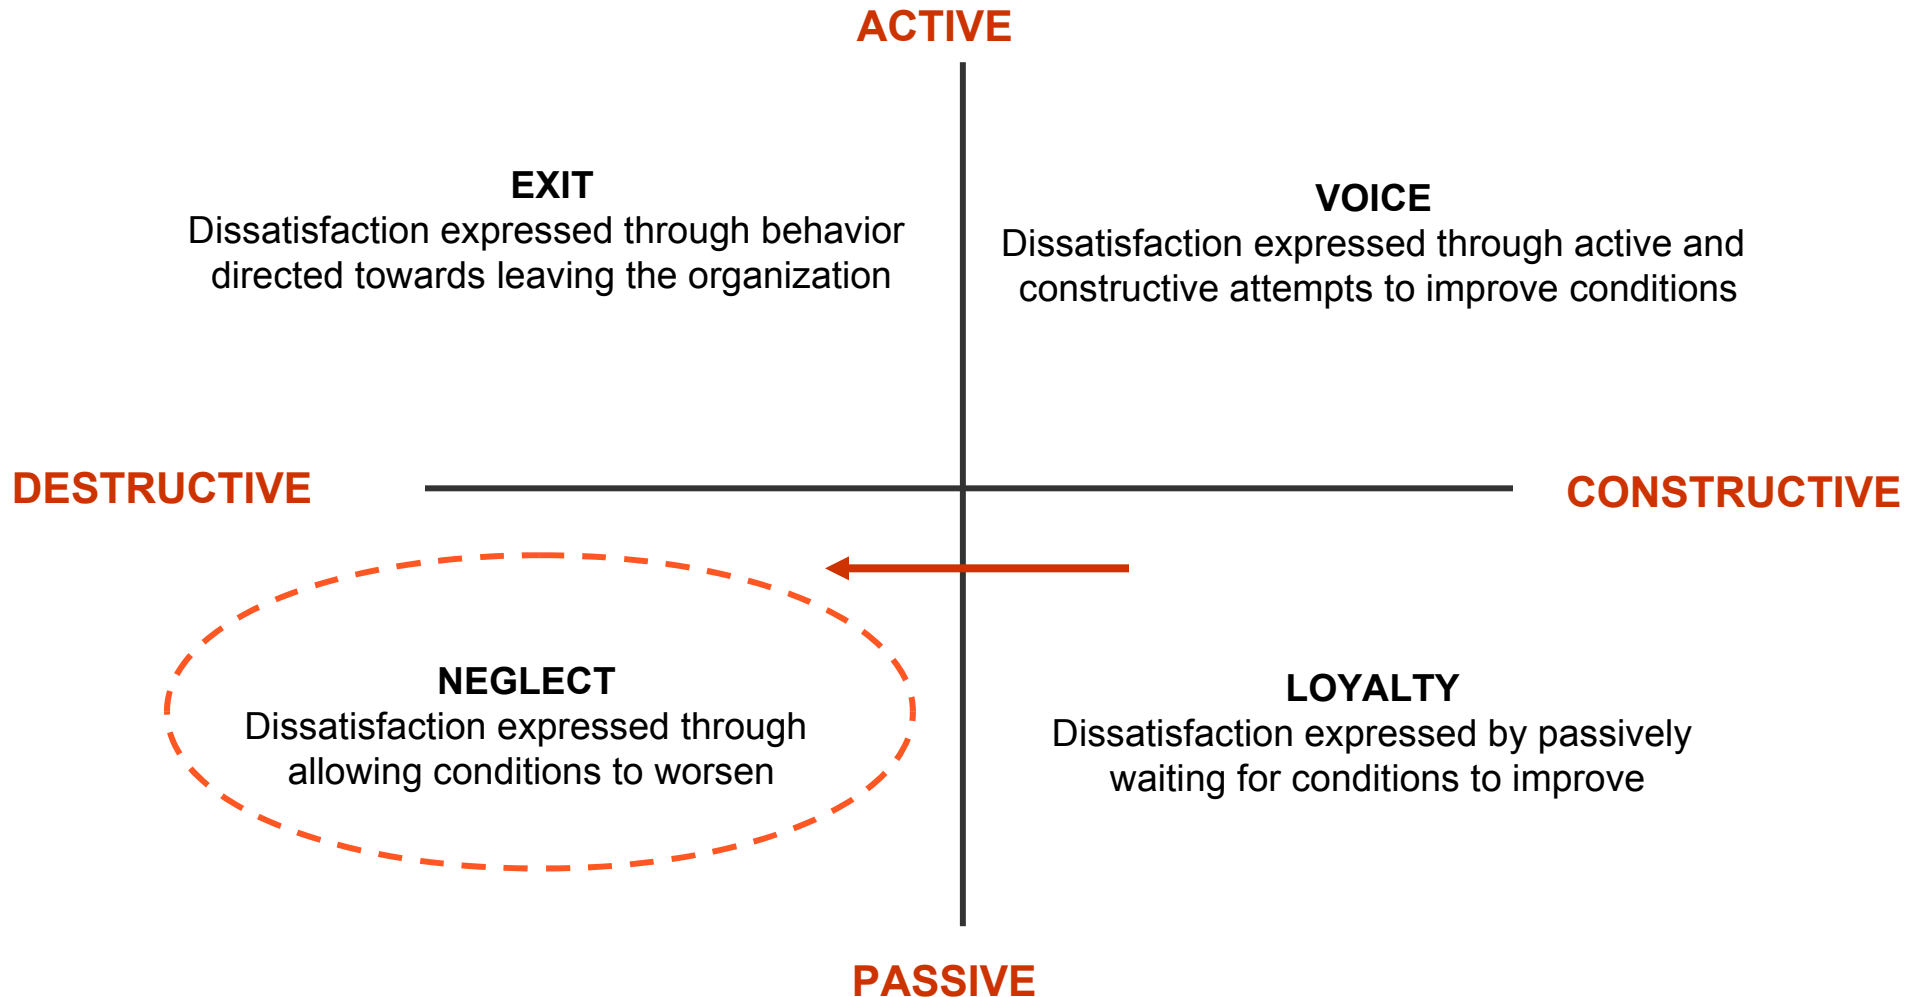 ACTIVE
EXIT
Dissatisfaction expressed through behavior
directed towards leaving the organization
VOICE
Dissatisfaction expressed through active and
constructive attempts to improve conditions
DESTRUCTIVE
CONSTRUCTIVE
NEGLECT
Dissatisfaction expressed through
allowing conditions to worsen
LOYALTY
Dissatisfaction expressed by passively
waiting for conditions to improve
PASSIVE